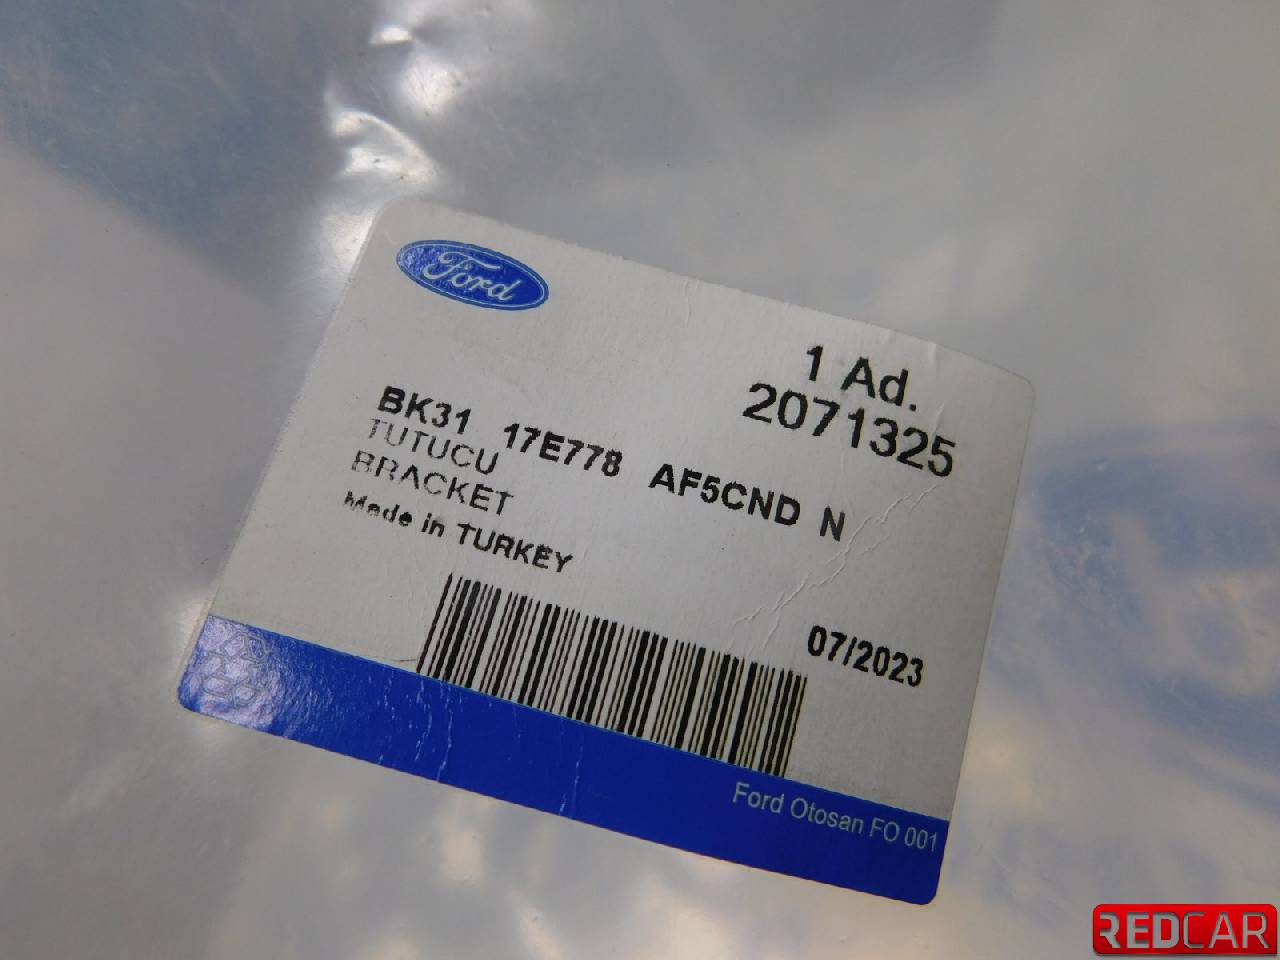 Ford
1 Ad.
2071325
BK31 17E778 AF5CND N
TUTUCU
BRACKET
Made in TURKEY
07/2023
Ford Otosan FO 001
REDCAR